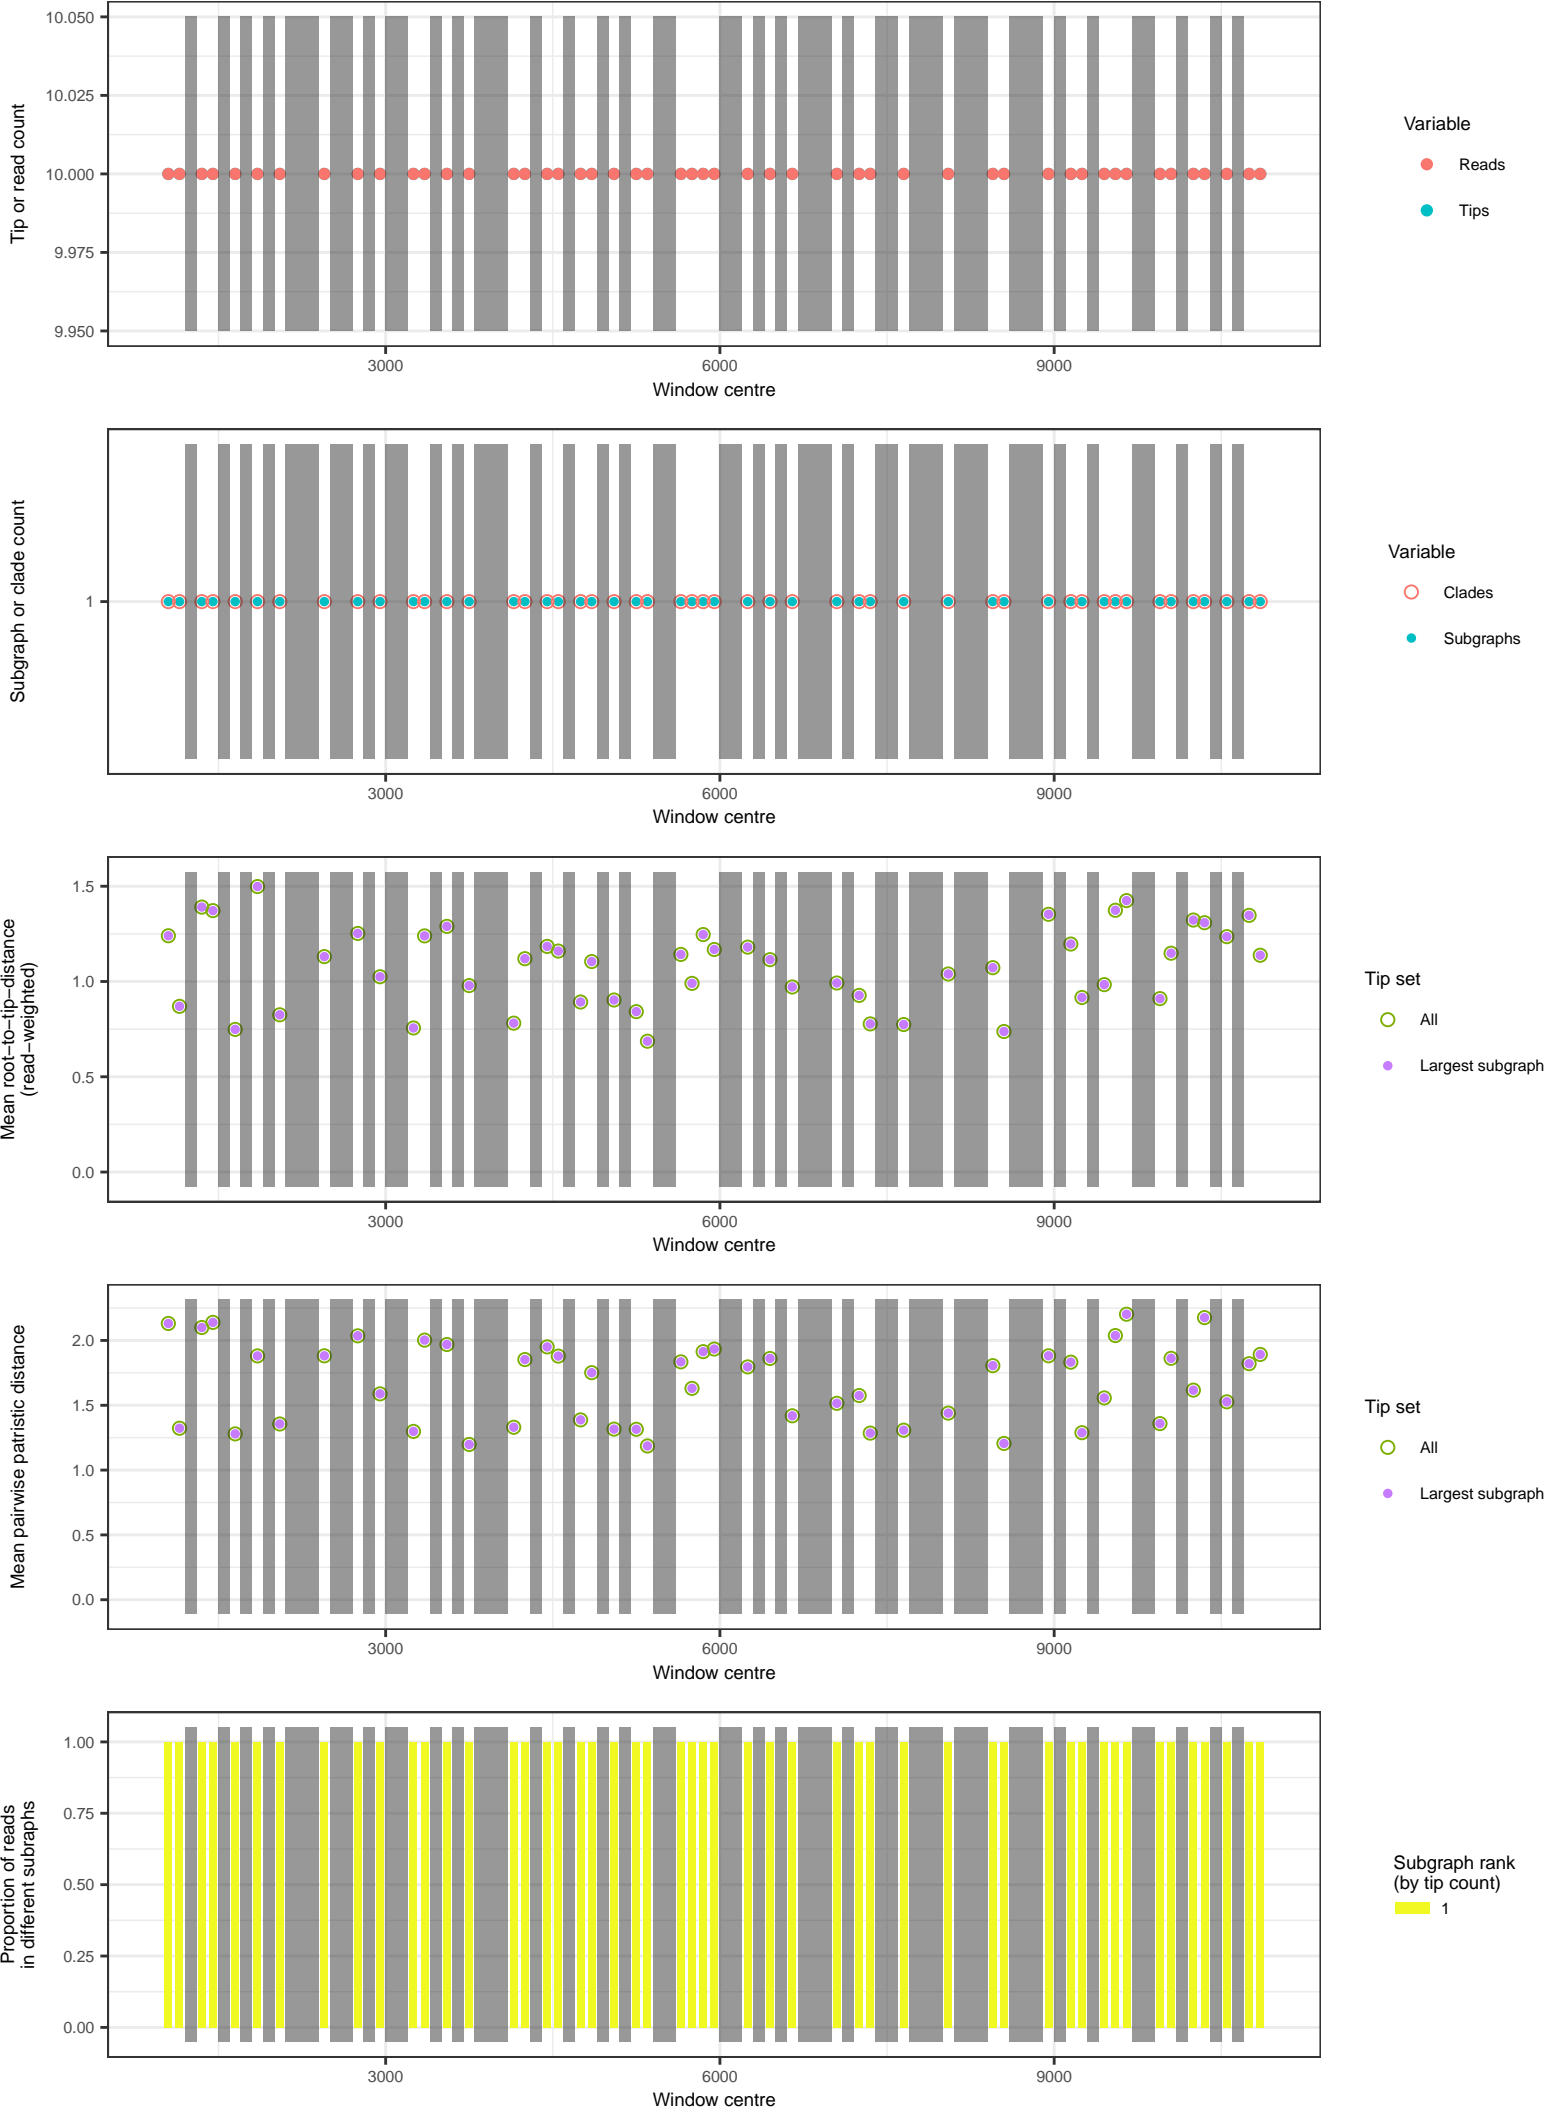 10.050
10.025
10.000
9.975
9.950
Tip or read count
3000 6000 9000
Window centre
Variable
Reads
Tips
1
Subgraph or clade count
3000 6000 9000
Window centre
Variable
Clades
Subgraphs
1.5
1.0
0.5
0.0
Mean root−to−tip−distance
(read−weighted)
3000 6000 9000
Window centre
Tip set
All
Largest subgraph
2.0
1.5
1.0
0.5
0.0
Mean pairwise patristic distance
3000 6000 9000
Window centre
Tip set
All
Largest subgraph
1.00
0.75
0.50
0.25
0.00
Proportion of reads
in different subraphs
3000 6000 9000
Window centre
Subgraph rank
(by tip count)
1